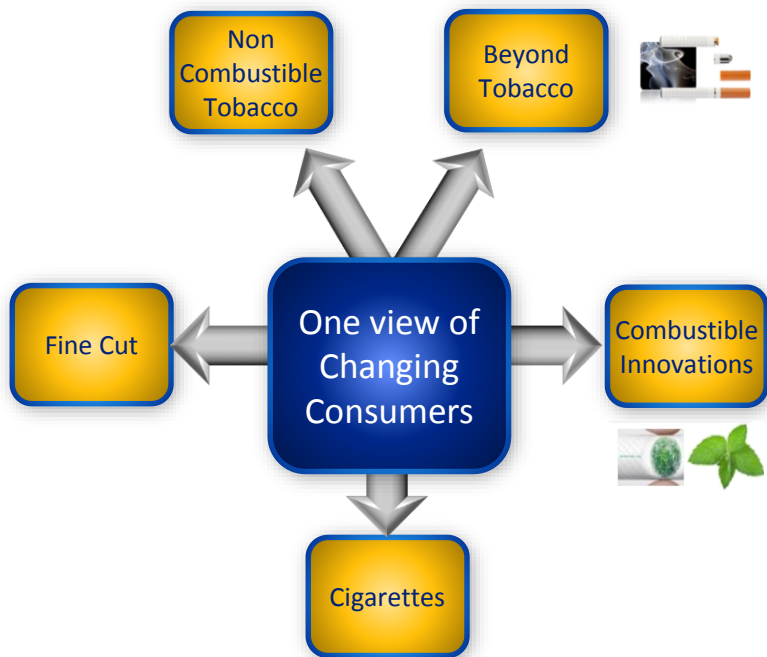 Non
Combustible
Tobacco
Beyond
Tobacco
Fine Cut
One view of
Changing
Consumers
Combustible
Innovations
Cigarettes